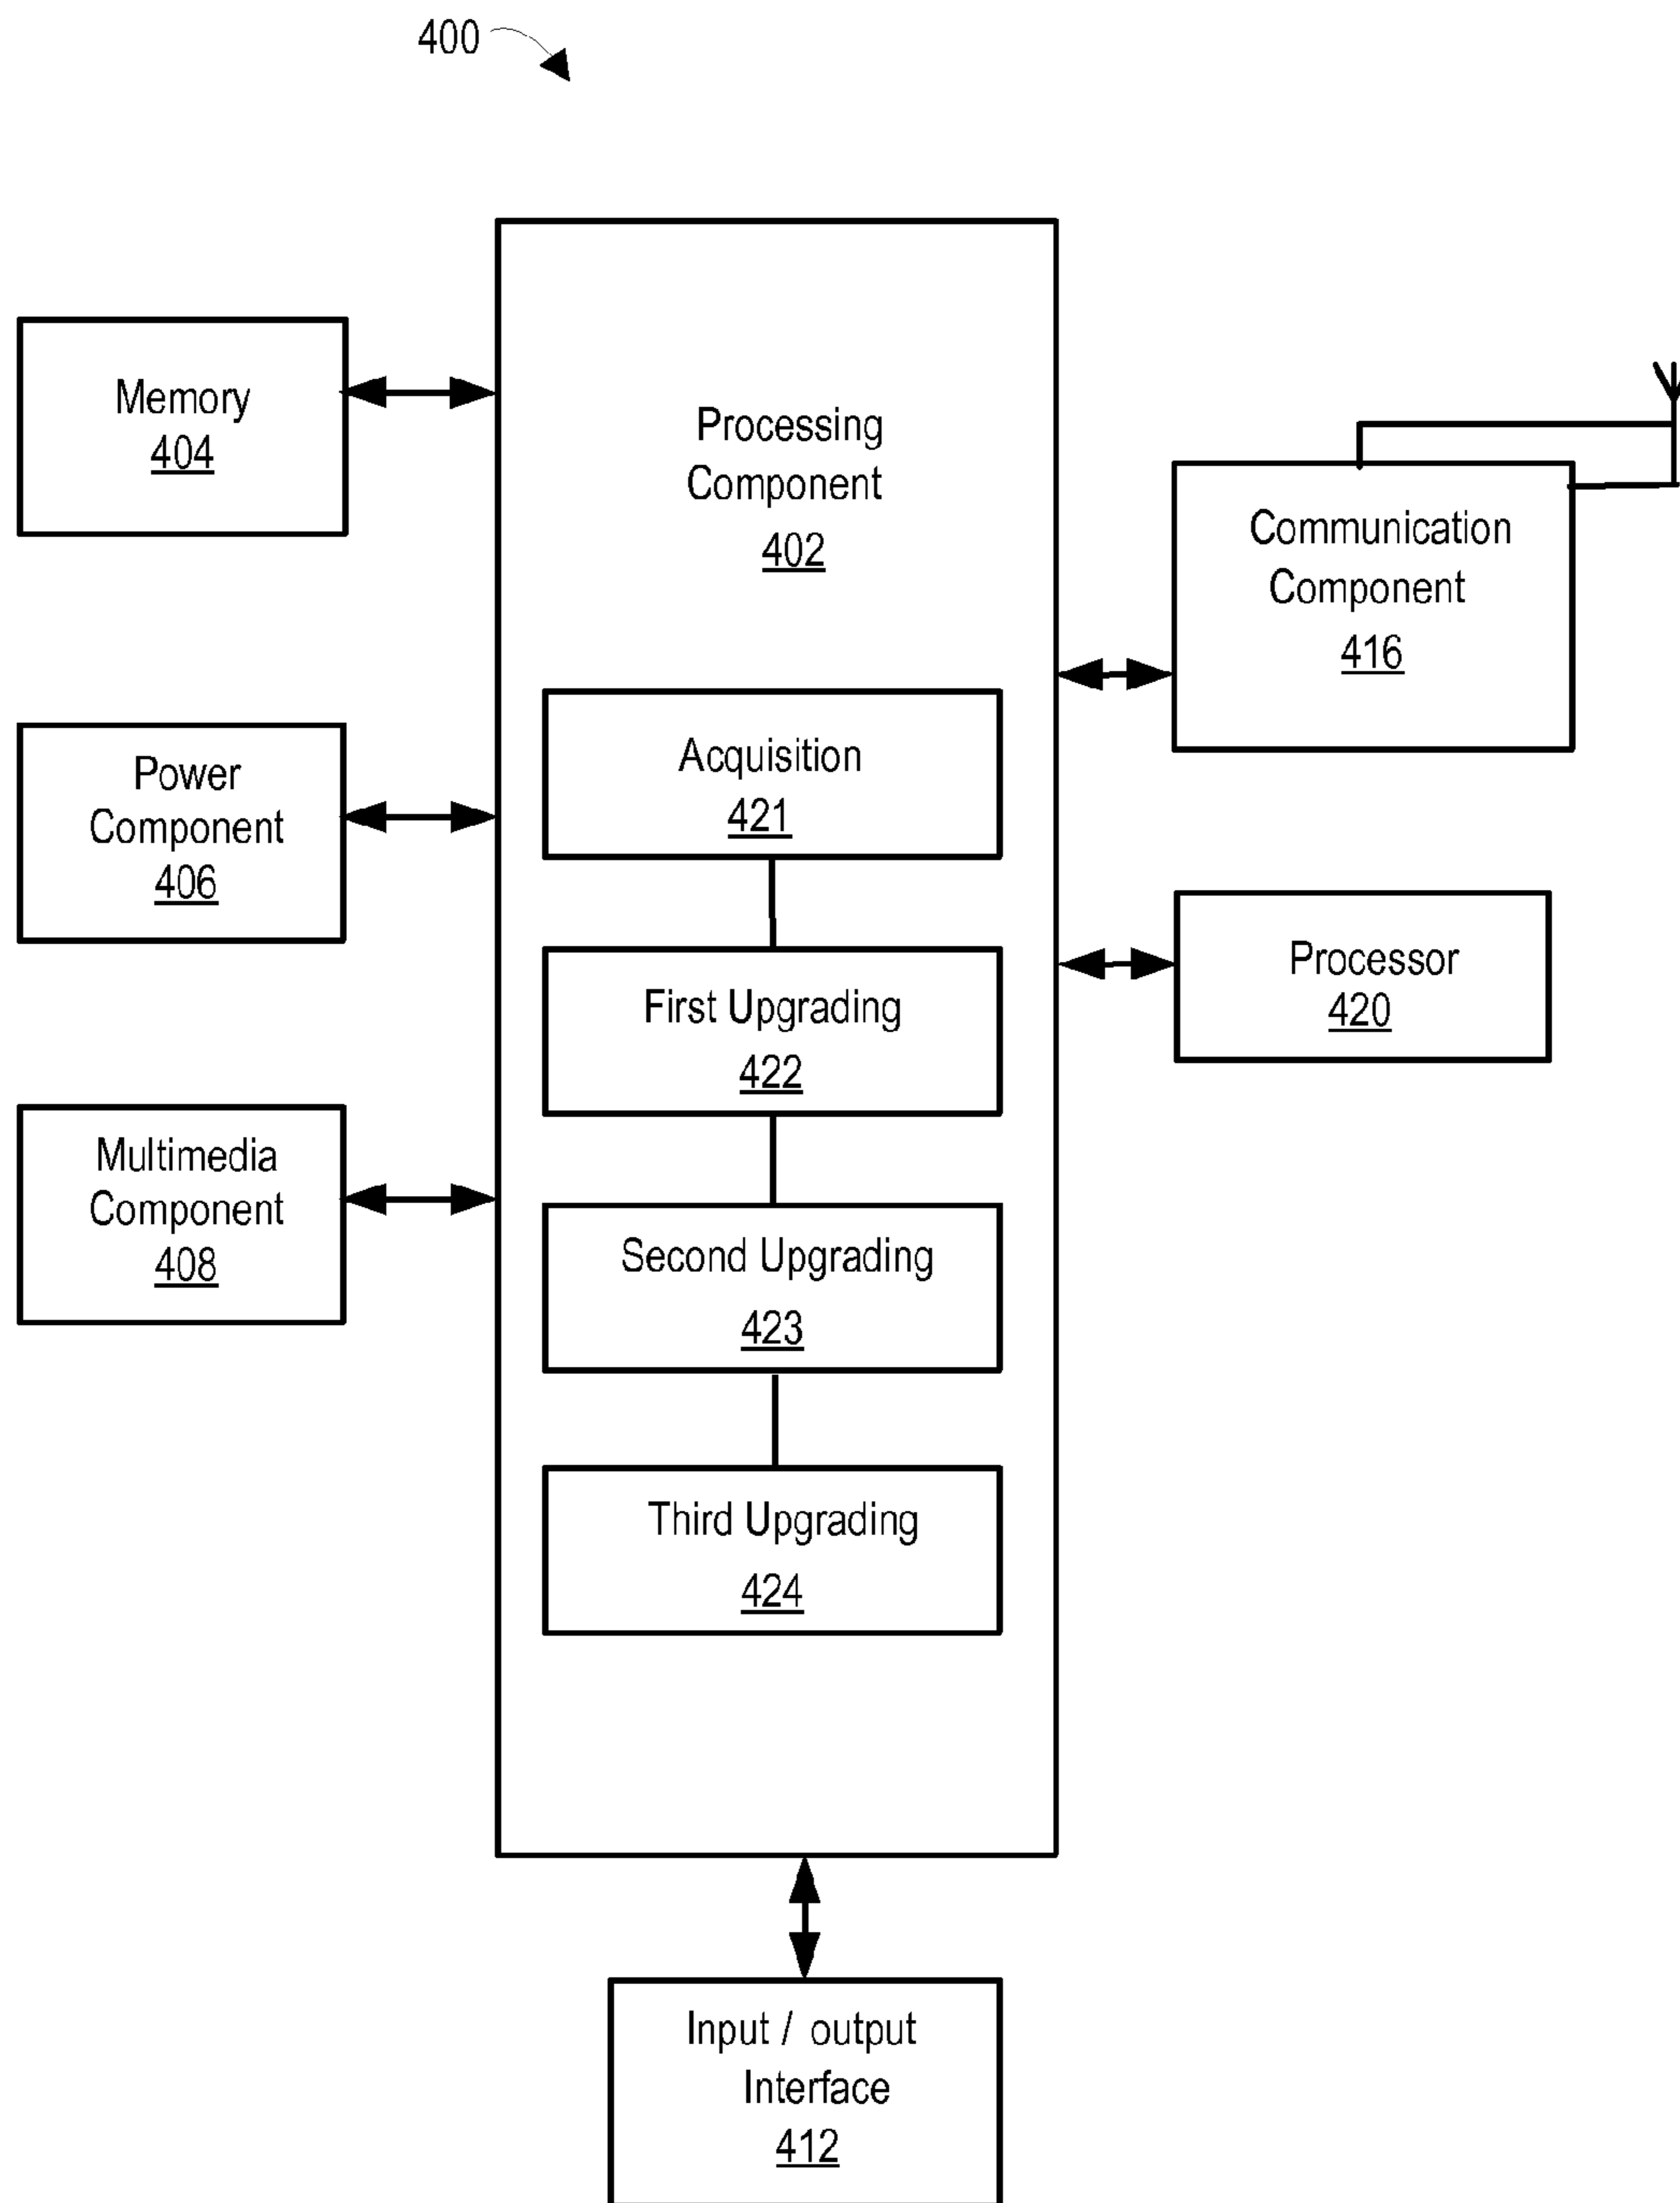 400
Memory
404
Processing
Component
402
Communication
Component
416
Acquisition
421
Power
Component
406
First Upgrading
422
Processor
420
Multimedia
Component
408
Second Upgrading
423
Third Upgrading
424
Input / output
Interface
412